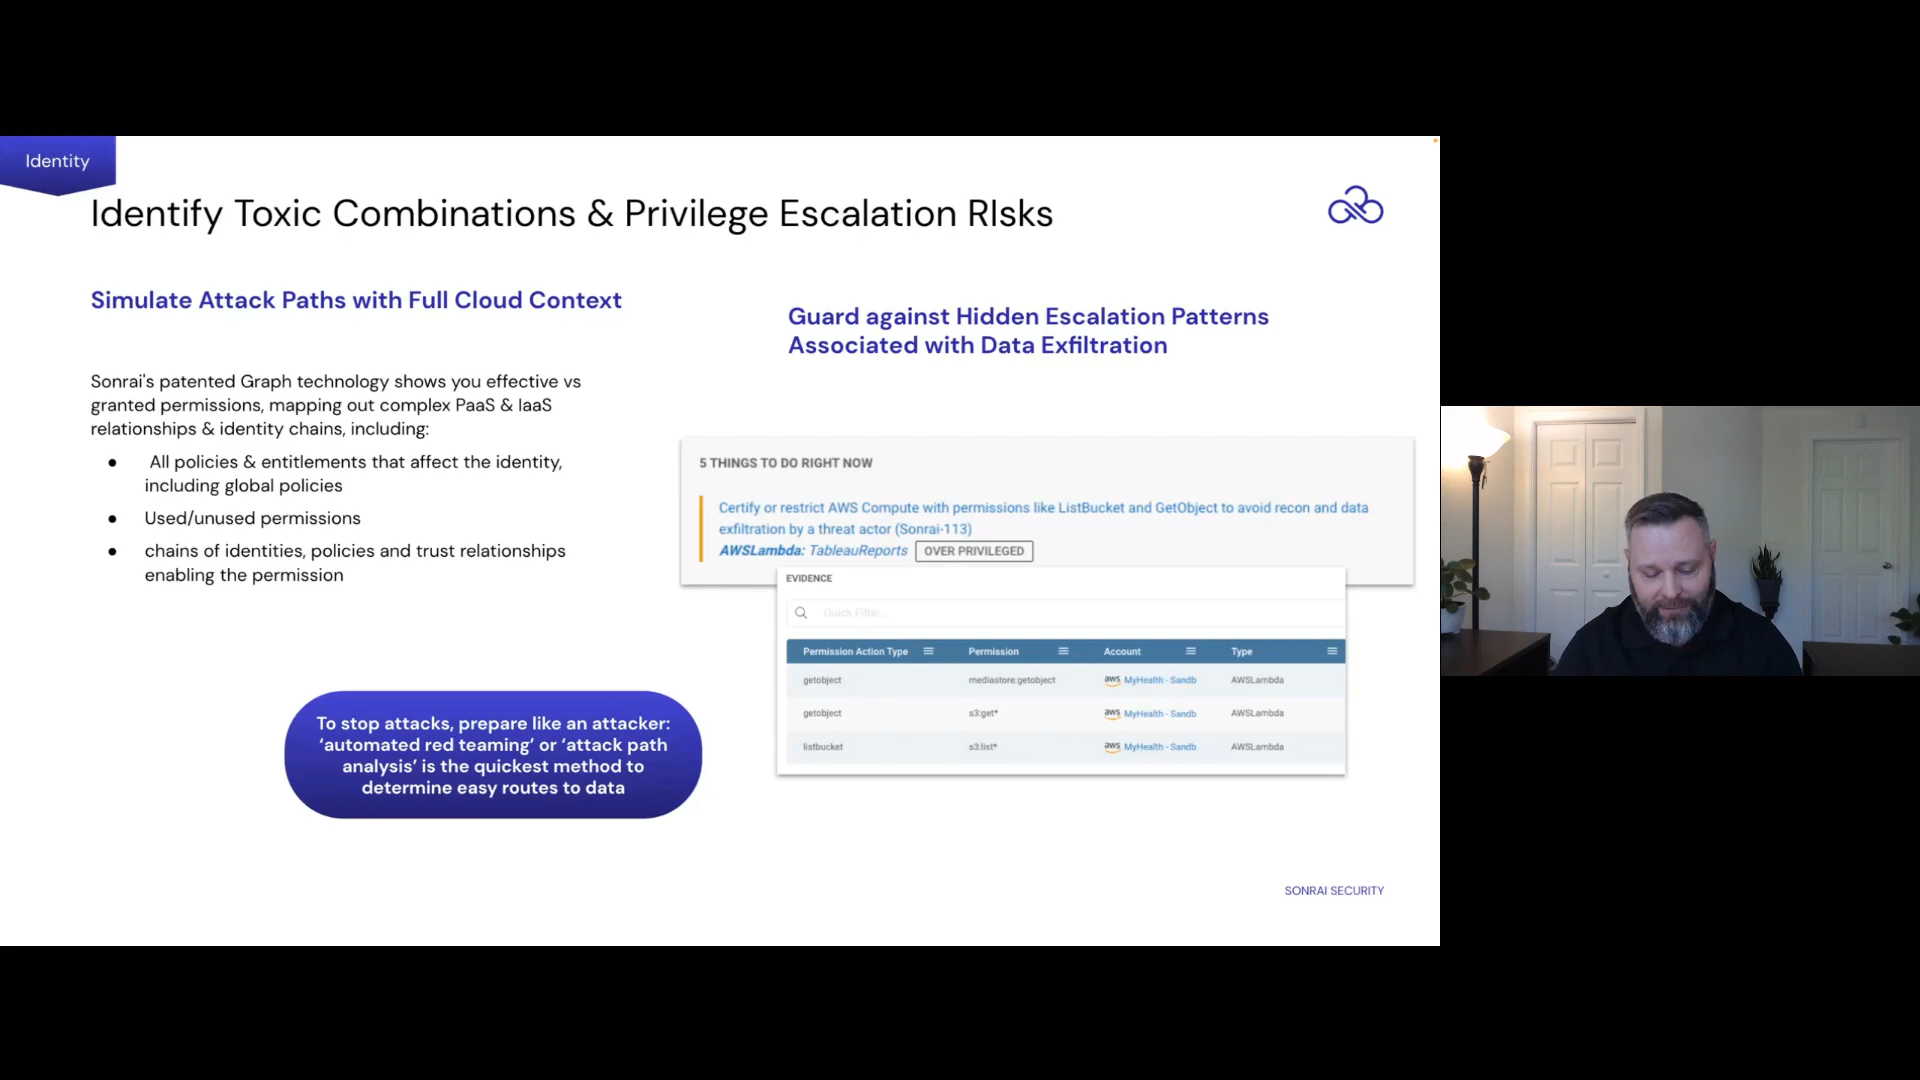 Identity
Identify Toxic Combinations & Privilege Escalation RIsks
Simulate Attack Paths with Full Cloud Context
Sonrai's patented Graph technology shows you effective vs
granted permissions, mapping out complex PaaS & IaaS
relationships & identity chains, including:
● All policies & entitlements that affect the identity,
including global policies
● Used/unused permissions
● chains of identities, policies and trust relationships
enabling the permission
To stop attacks, prepare like an attacker:
‘automated red teaming’ or ‘attack path
analysis’ is the quickest method to
determine easy routes to data
Guard against Hidden Escalation Patterns
Associated with Data Exfiltration
5 THINGS TO DO RIGHT NOW
Certify or restrict AWS Compute with permissions like ListBucket and GetObject to avoid recon and data
exfiltration by a threat actor (Sonrai-113)
AWSLambda: TableauReports OVER PRIVILEGED
EVIDENCE
Quick Filter...
Permission Action Type Permission Account Type
getobject mediastore:getobject aws MyHealth - Sandb AWSLambda
getobject s3:get* aws MyHealth - Sandb AWSLambda
listbucket s3:list* aws MyHealth - Sandb AWSLambda
SONRAI SECURITY